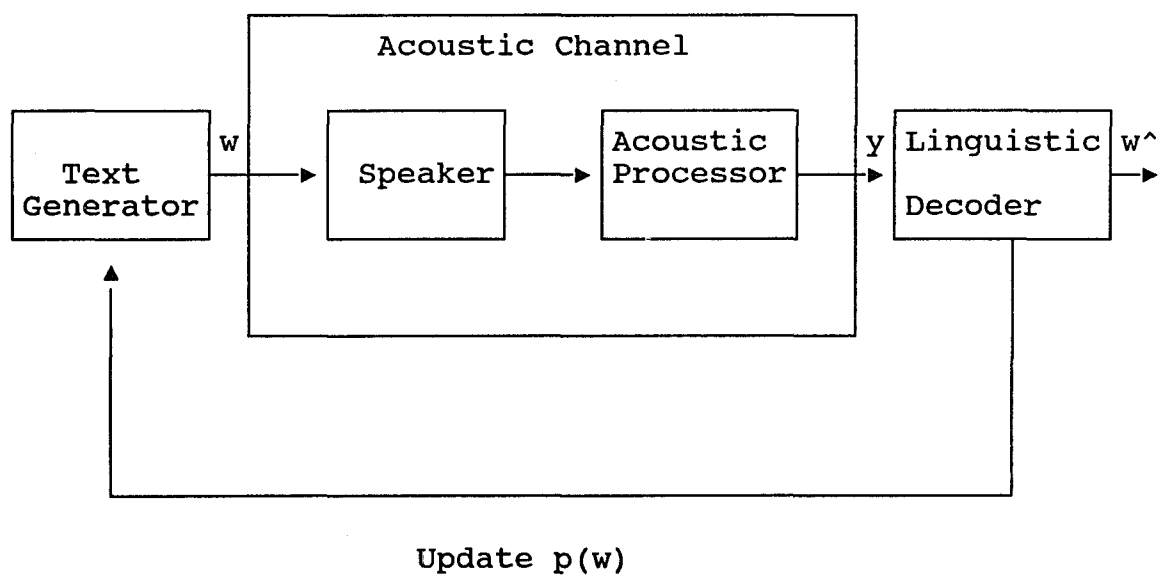 Acoustic Channel
w
Text
Generator
Speaker
Acoustic
Processor
y
Linguistic
Decoder
w^
Update p(w)